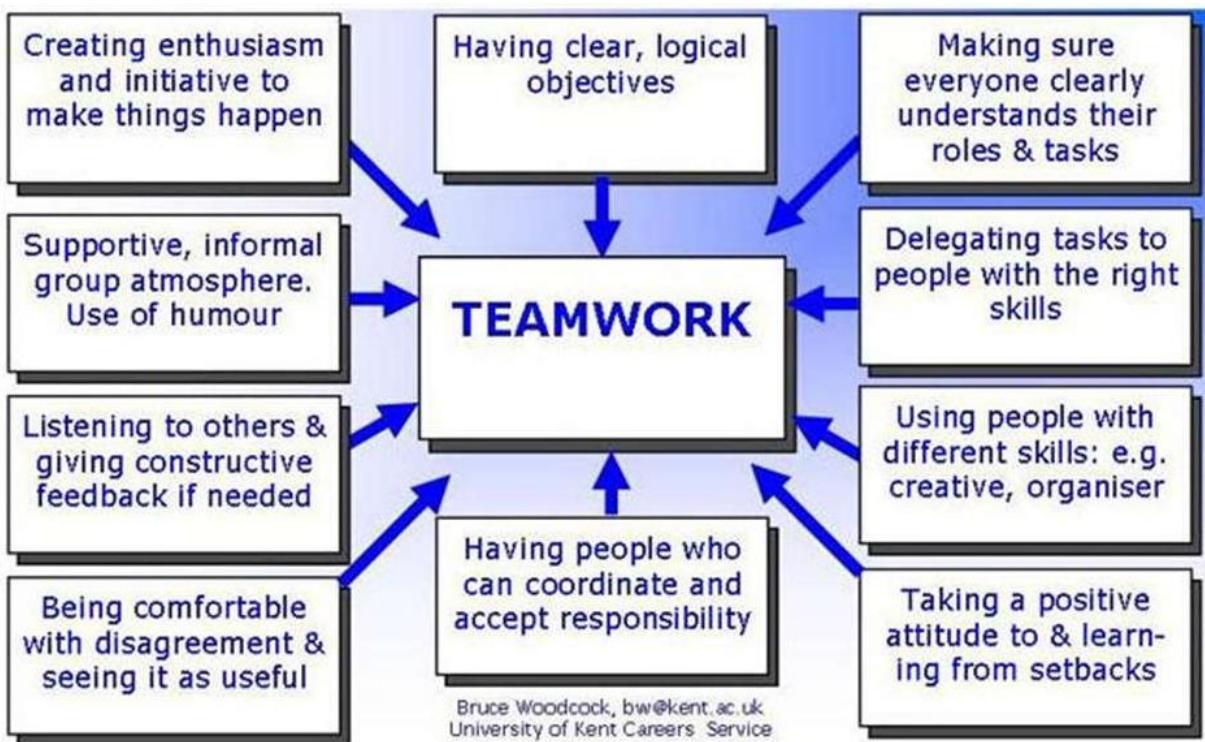 Creating enthusiasm
and initiative to
make things happen
Having clear, logical
objectives
Making sure
everyone clearly
understands their
roles & tasks
Supportive, informal
group atmosphere.
Use of humour
TEAMWORK
Delegating tasks to
people with the right
skills
Listening to others &
giving constructive
feedback if needed
Using people with
different skills: e.g.
creative, organiser
Being comfortable
with disagreement &
seeing it as useful
Having people who
can coordinate and
accept responsibility
Taking a positive
attitude to & learn-
ing from setbacks
Bruce Woodcock, bw@kent.ac.uk
University of Kent Careers Service